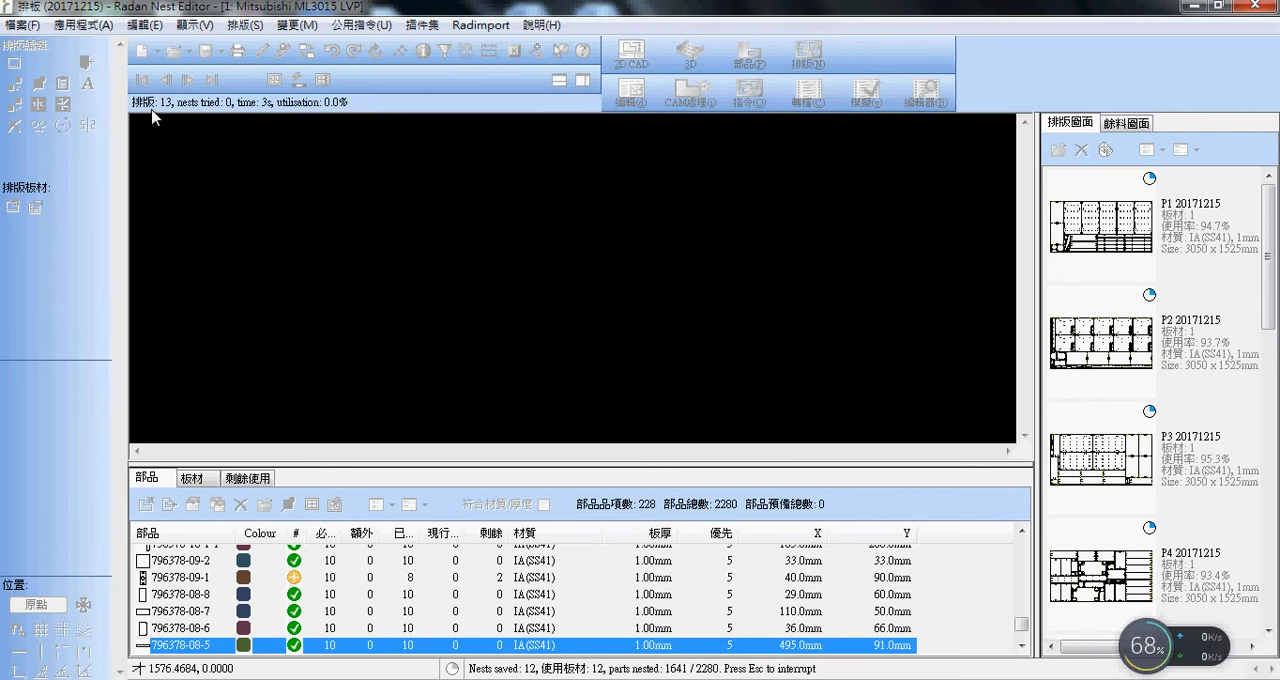 排板 (20171215) - Radan Nest Editor - [1: Mitsubishi ML3015 LVP]
檔案(F) 應用程式(A) 編輯(E) 顯示(V) 排版(S) 變更(M) 公用指令(U) 插件集 Radimport 說明(H)
排版編輯:
2D CAD 3D 部品(P) 排版(N)
CAM處理(i) 指令(O) 轉檔(C) 模擬(y) 編輯器(B)
排版: 13, nests tried: 0, time: 3s, utilisation: 0.0%
排版板材:
位置:
原點
排版圖面 餘料圖面
P1 20171215
板材: 1
使用率: 94.7%
材質: IA(SS41), 1mm
Size: 3050 x 1525mm
P2 20171215
板材: 1
使用率: 93.7%
材質: IA(SS41), 1mm
Size: 3050 x 1525mm
P3 20171215
板材: 1
使用率: 95.3%
材質: IA(SS41), 1mm
Size: 3050 x 1525mm
P4 20171215
板材: 1
使用率: 93.4%
材質: IA(SS41), 1mm
Size: 3050 x 1525mm
部品 板材 剩餘使用
符合材質/厚度: 部品品項數: 228 部品總數: 2280 部品預備總數: 0
部品 Colour # 必... 額外 已... 現行... 剩餘 材質 板厚 優先 X Y
796378-09-2 10 0 10 0 0 IA(SS41) 1.00mm 5 33.0mm 33.0mm
796378-09-1 10 0 10 0 2 IA(SS41) 1.00mm 5 40.0mm 90.0mm
796378-08-8 10 0 10 0 0 IA(SS41) 1.00mm 5 29.0mm 60.0mm
796378-08-7 10 0 10 0 0 IA(SS41) 1.00mm 5 110.0mm 50.0mm
796378-08-6 10 0 10 0 0 IA(SS41) 1.00mm 5 36.0mm 66.0mm
796378-08-5 10 0 10 0 0 IA(SS41) 1.00mm 5 495.0mm 91.0mm
1576.4684, 0.0000
Nests saved: 12, 使用板材: 12, parts nested: 1641 / 2280. Press Esc to interrupt
68% 0K/s
0K/s